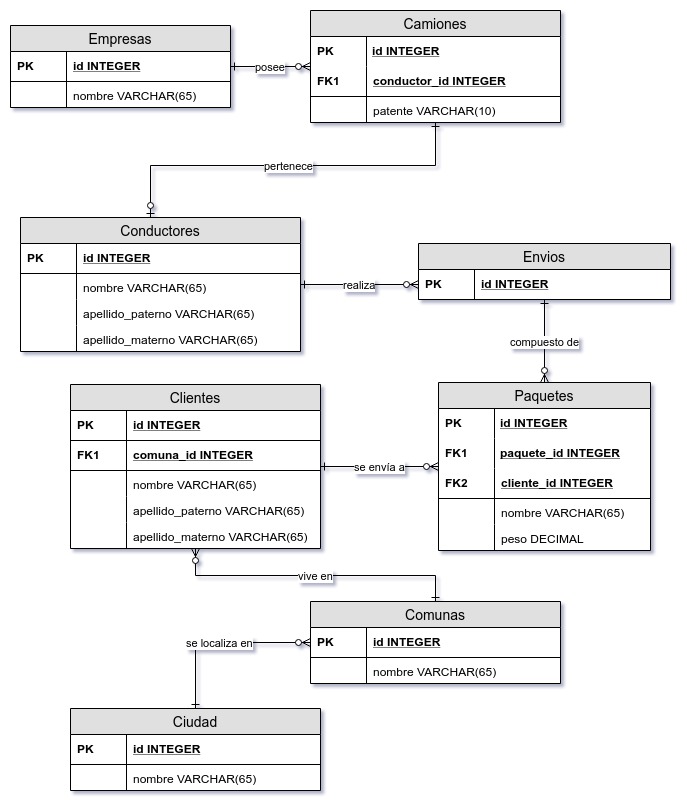 Empresas
PK id INTEGER
nombre VARCHAR(65)
posee
Camiones
PK id INTEGER
FK1 conductor_id INTEGER
patente VARCHAR(10)
pertenece
Conductores
PK id INTEGER
nombre VARCHAR(65)
apellido_paterno VARCHAR(65)
apellido_materno VARCHAR(65)
realiza
Envios
PK id INTEGER
compuesto de
Clientes
PK id INTEGER
FK1 comuna_id INTEGER
nombre VARCHAR(65)
apellido_paterno VARCHAR(65)
apellido_materno VARCHAR(65)
se envía a
Paquetes
PK id INTEGER
FK1 paquete_id INTEGER
FK2 cliente_id INTEGER
nombre VARCHAR(65)
peso DECIMAL
vive en
Comunas
PK id INTEGER
nombre VARCHAR(65)
se localiza en
Ciudad
PK id INTEGER
nombre VARCHAR(65)